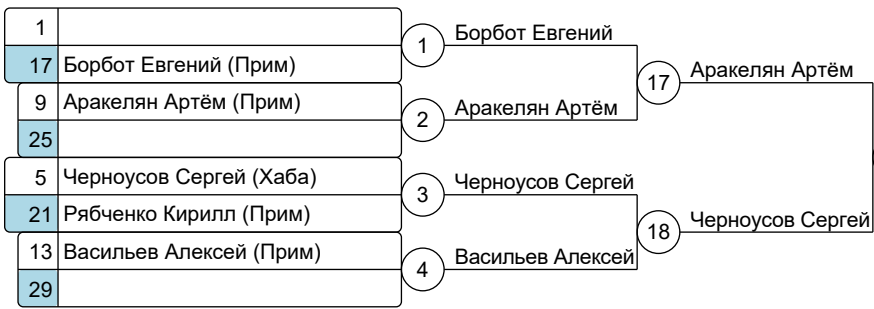 1
17 Борбот Евгений (Прим)
9 Аракелян Артём (Прим)
25
5 Черноусов Сергей (Хаба)
21 Рябченко Кирилл (Прим)
13 Васильев Алексей (Прим)
29
1 Борбот Евгений
2 Аракелян Артём
3 Черноусов Сергей
4 Васильев Алексей
17 Аракелян Артём
18 Черноусов Сергей